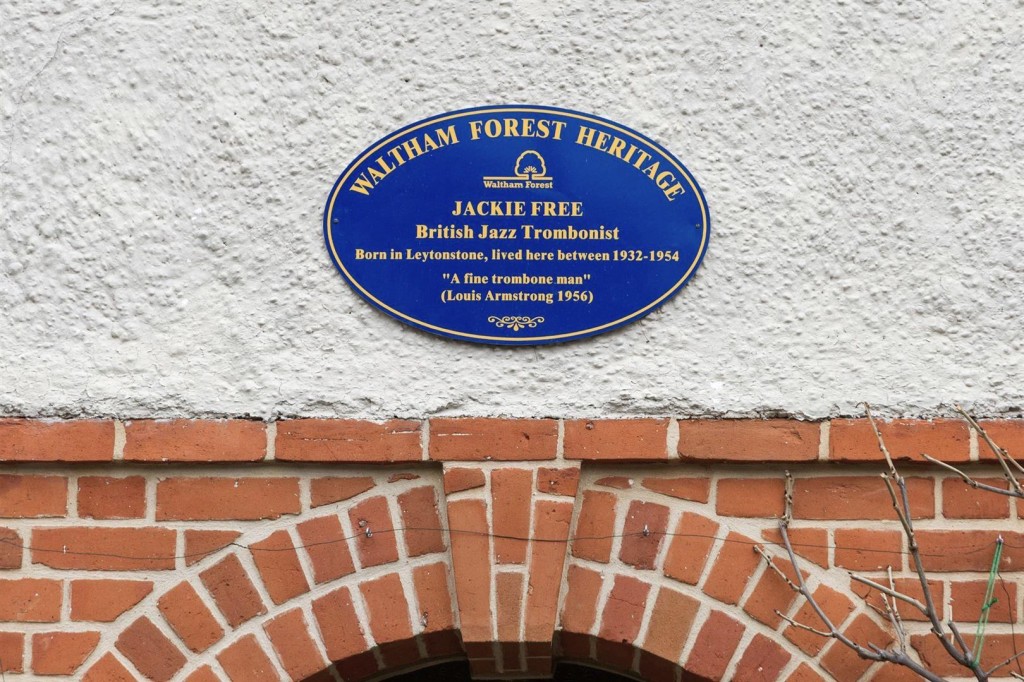 WALTHAM FOREST HERITAGE
Waltham Forest
JACKIE FREE
British Jazz Trombonist
Born in Leytonstone, lived here between 1932-1954
"A fine trombone man"
(Louis Armstrong 1956)